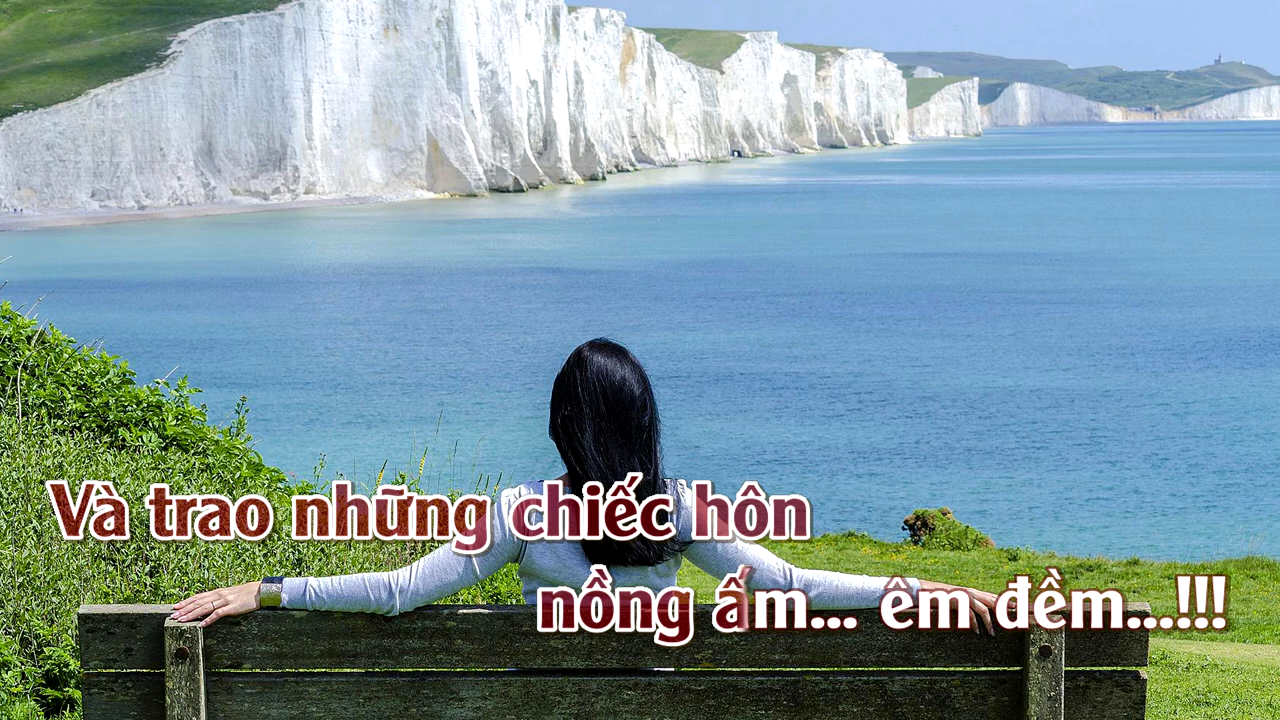 Và trao những chiếc hôn
nồng ấm... êm đềm...!!!